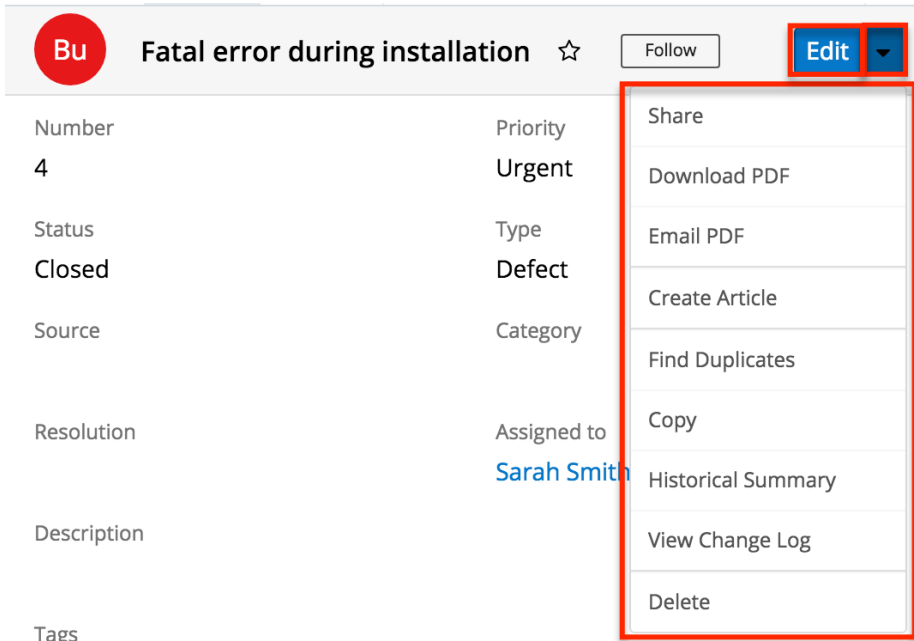 Bu
Fatal error during installation
Follow
Edit
Number
4
Priority
Urgent
Status
Closed
Type
Defect
Source
Category
Resolution
Assigned to
Sarah Smith
Description
Tags
Share
Download PDF
Email PDF
Create Article
Find Duplicates
Copy
Historical Summary
View Change Log
Delete